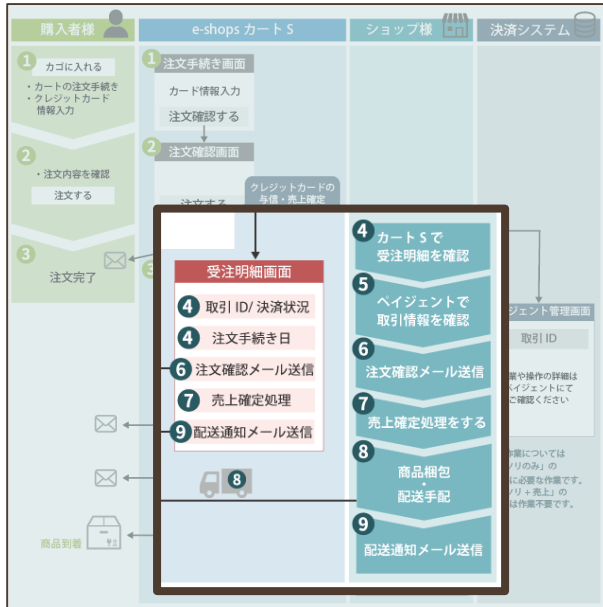 購入者様
e-shops カート S
ショップ様
決済システム
1
カゴに入れる
・カートの注文手続き
・クレジットカード
情報入力
2
・注文内容を確認
注文する
3
注文完了
商品到着
1
注文手続き画面
カード情報入力
注文確認する
2
注文確認画面
注文する
クレジットカードの
与信・売上確定
3
受注明細画面
4 取引 ID/ 決済状況
4 注文手続き日
6 注文確認メール送信
7 売上確定処理
9 配送通知メール送信
8
4
カート S で
受注明細を確認
5
ペイジェントで
取引情報を確認
6
注文確認メール送信
7
売上確定処理をする
8
商品梱包
・
配送手配
9
配送通知メール送信
ジェント管理画面
取引 ID
業や操作の詳細は
ペイジェントにて
ご確認ください
作業については
ソリのみ」の
に必要な作業です。
ソリ + 売上」の
は作業不要です。